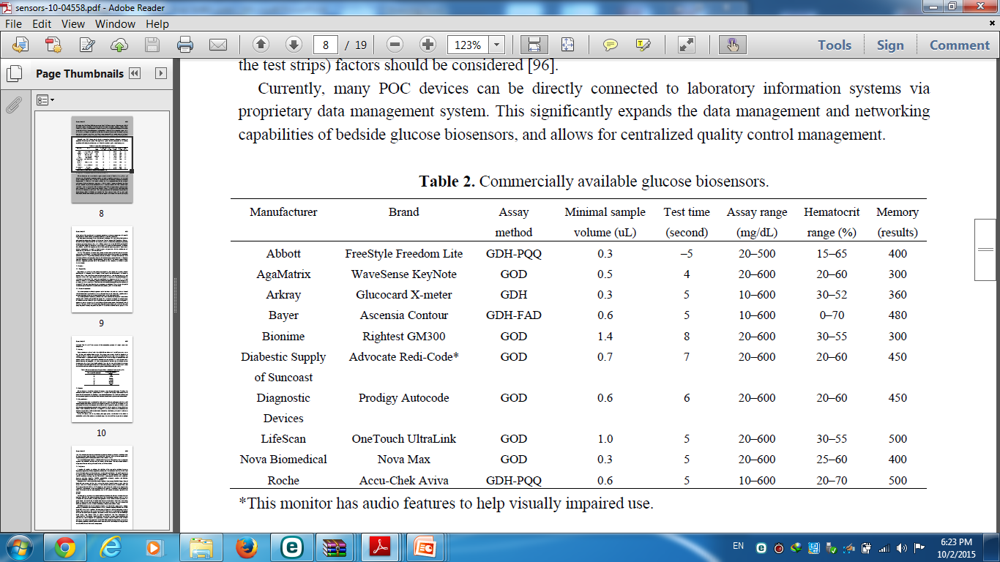 sensors-10-04558.pdf - Adobe Reader
File Edit View Window Help
8 / 19 123% Tools Sign Comment
Page Thumbnails
8
9
10
the test strips) factors should be considered [96].
Currently, many POC devices can be directly connected to laboratory information systems via
proprietary data management system. This significantly expands the data management and networking
capabilities of bedside glucose biosensors, and allows for centralized quality control management.
Table 2. Commercially available glucose biosensors.
Manufacturer Brand Assay Minimal sample Test time Assay range Hematocrit Memory
method volume (uL) (second) (mg/dL) range (%) (results)
Abbott FreeStyle Freedom Lite GDH-PQQ 0.3 –5 20–500 15–65 400
AgaMatrix WaveSense KeyNote GOD 0.5 4 20–600 20–60 300
Arkray Glucocard X-meter GDH 0.3 5 10–600 30–52 360
Bayer Ascensia Contour GDH-FAD 0.6 5 10–600 0–70 480
Bionime Rightest GM300 GOD 1.4 8 20–600 30–55 300
Diabestic Supply Advocate Redi-Code* GOD 0.7 7 20–600 20–60 450
of Suncoast
Diagnostic Prodigy Autocode GOD 0.6 6 20–600 20–60 450
Devices
LifeScan OneTouch UltraLink GOD 1.0 5 20–600 30–55 500
Nova Biomedical Nova Max GOD 0.3 5 20–600 25–60 400
Roche Accu-Chek Aviva GDH-PQQ 0.6 5 10–600 20–70 500
*This monitor has audio features to help visually impaired use.
EN
6:23 PM
10/2/2015